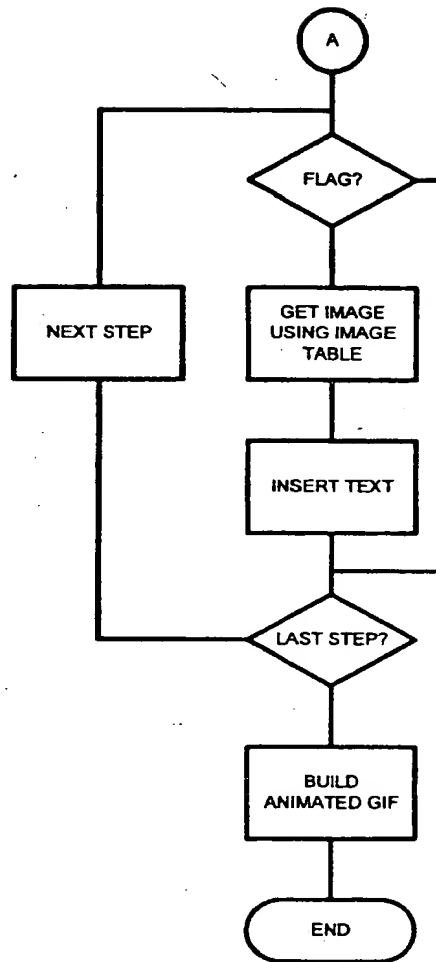 A
FLAG?
NEXT STEP
GET IMAGE
USING IMAGE
TABLE
INSERT TEXT
LAST STEP?
BUILD
ANIMATED GIF
END